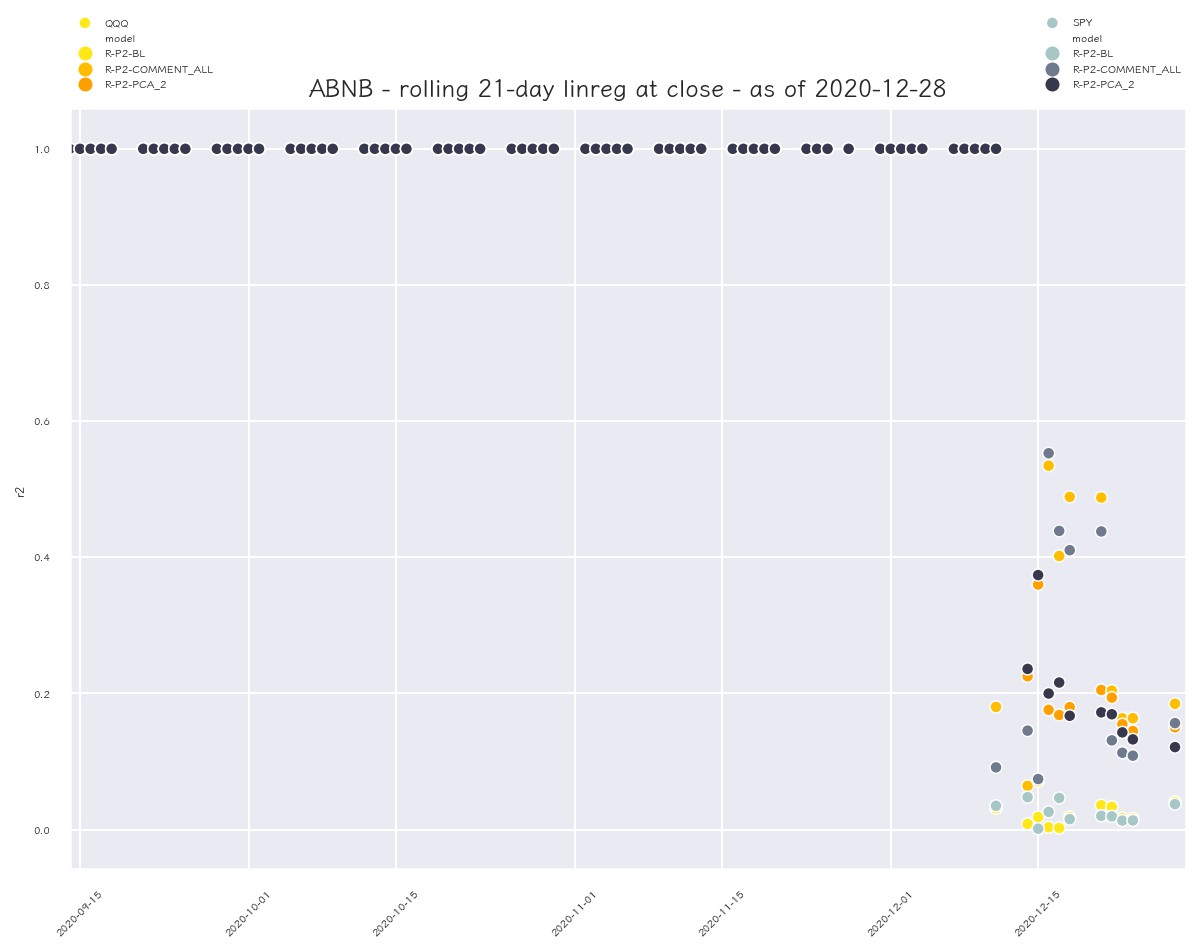 QQQ
model
R-P2-BL
R-P2-COMMENT_ALL
R-P2-PCA_2
SPY
model
R-P2-BL
R-P2-COMMENT_ALL
R-P2-PCA_2
ABNB - rolling 21-day linreg at close - as of 2020-12-28
1.0
0.8
0.6
r2
0.4
0.2
0.0
2020-09-15
2020-10-01
2020-10-15
2020-11-01
2020-11-15
2020-12-01
2020-12-15